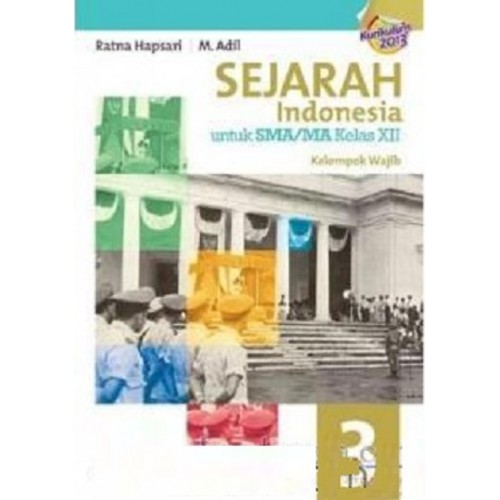 Ratna Hapsari | M. Adil
Kurikulum
2013
SEJARAH
Indonesia
untuk SMA/MA Kelas XII
Kelompok Wajib
3